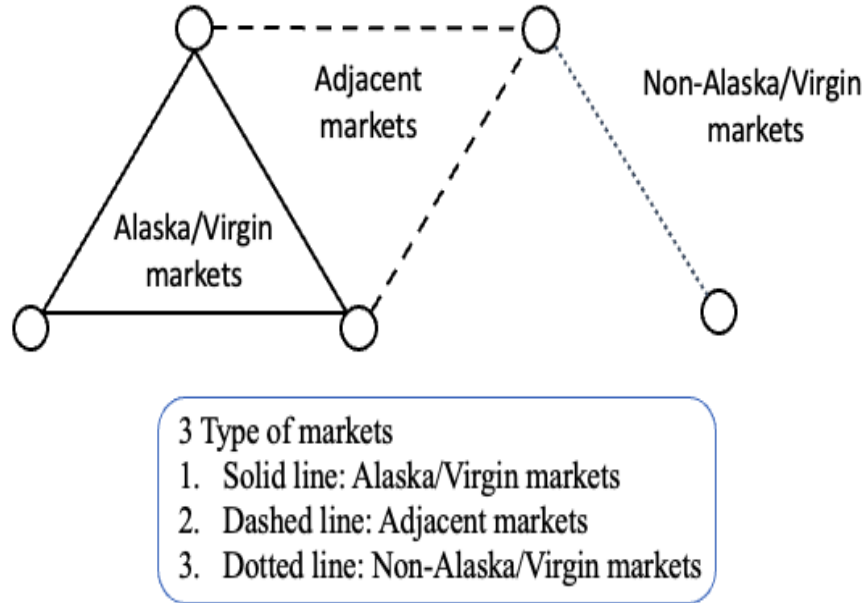 Adjacent
markets
Non-Alaska/Virgin
markets
Alaska/Virgin
markets
3 Type of markets
1. Solid line: Alaska/Virgin markets
2. Dashed line: Adjacent markets
3. Dotted line: Non-Alaska/Virgin markets